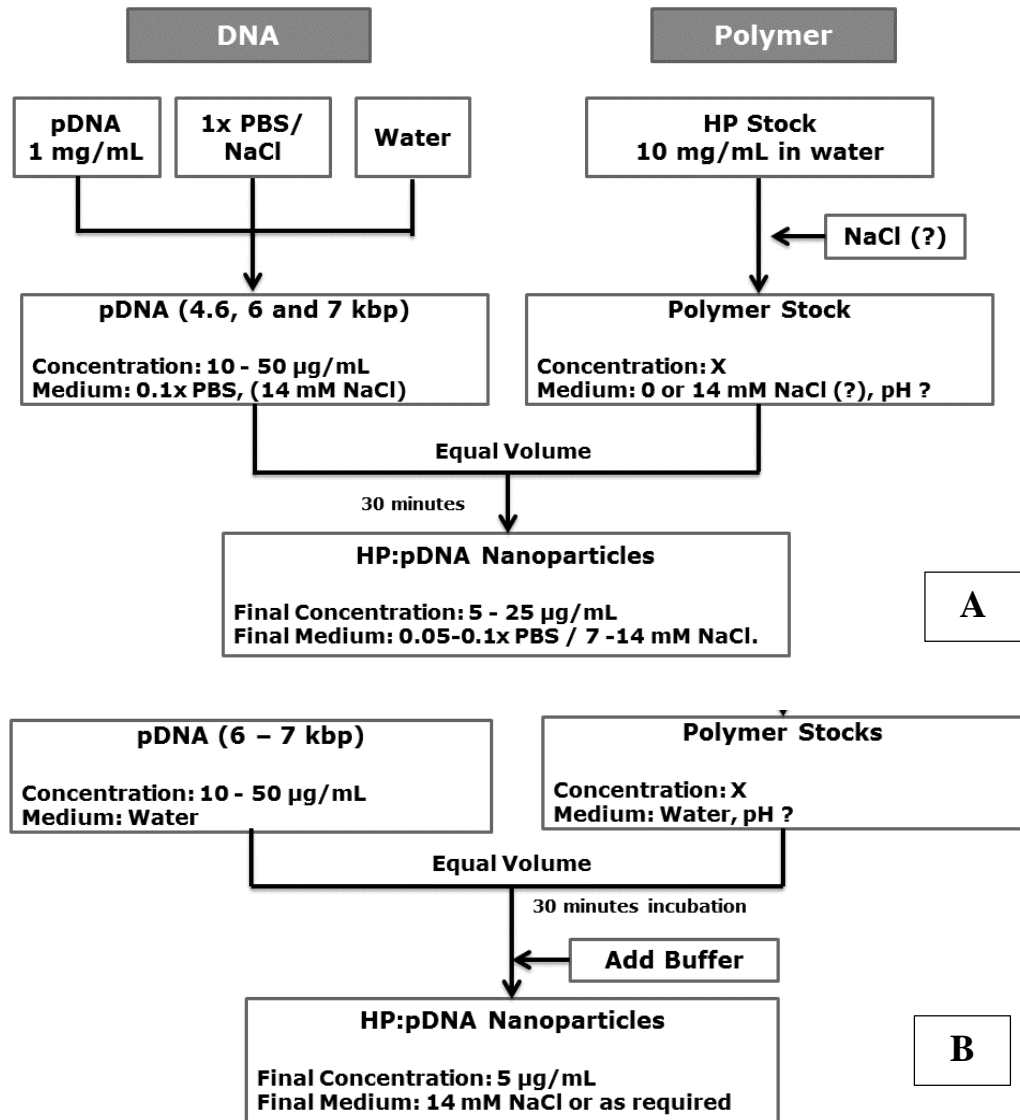 DNA
Polymer
pDNA
1 mg/mL
1x PBS/
NaCl
Water
HP Stock
10 mg/mL in water
NaCl (?)
pDNA (4.6, 6 and 7 kbp)
Concentration: 10 - 50 µg/mL
Medium: 0.1x PBS, (14 mM NaCl)
Polymer Stock
Concentration: X
Medium: 0 or 14 mM NaCl (?), pH ?
Equal Volume
30 minutes
HP:pDNA Nanoparticles
Final Concentration: 5 - 25 µg/mL
Final Medium: 0.05-0.1x PBS / 7 -14 mM NaCl.
A
pDNA (6 – 7 kbp)
Concentration: 10 - 50 µg/mL
Medium: Water
Polymer Stocks
Concentration: X
Medium: Water, pH ?
Equal Volume
30 minutes incubation
Add Buffer
HP:pDNA Nanoparticles
Final Concentration: 5 µg/mL
Final Medium: 14 mM NaCl or as required
B